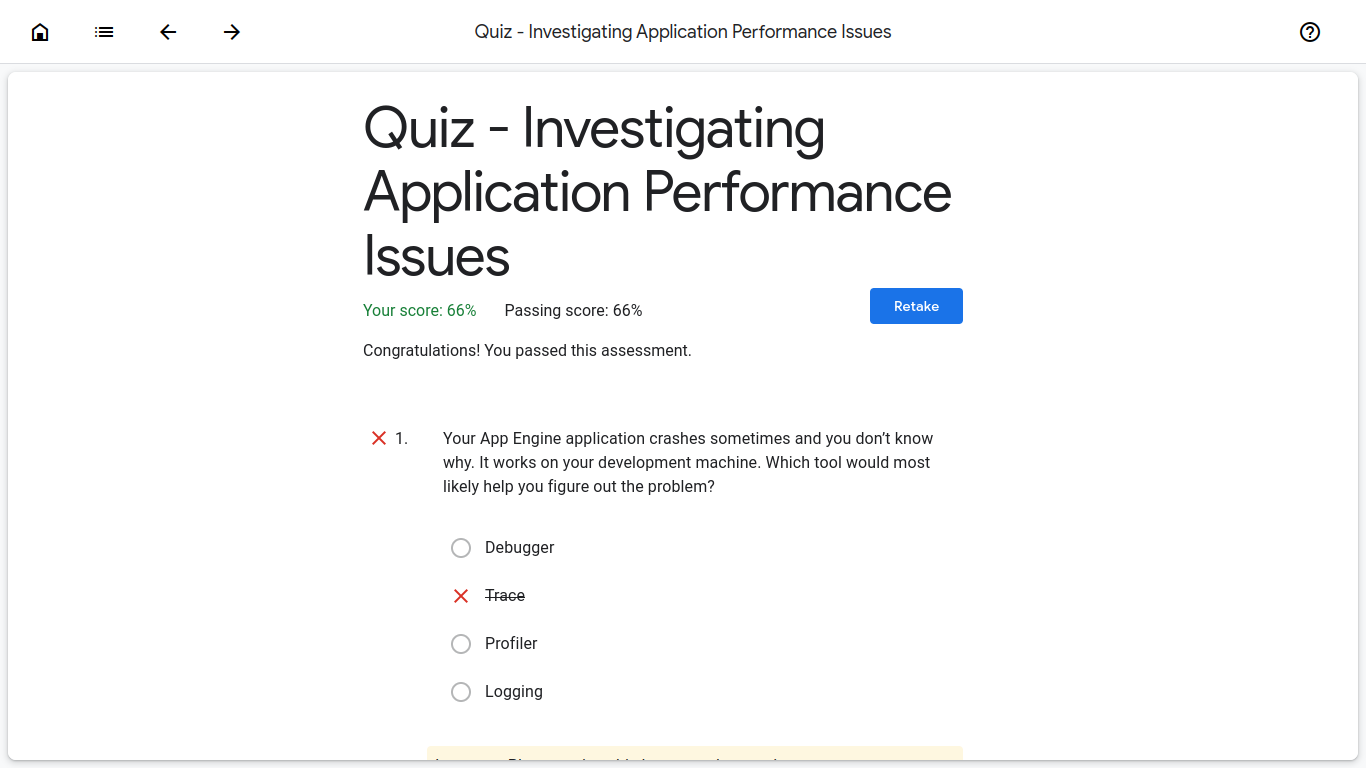 Quiz - Investigating Application Performance Issues
Quiz - Investigating
Application Performance
Issues
Your score: 66% Passing score: 66%
Retake
Congratulations! You passed this assessment.
1. Your App Engine application crashes sometimes and you don’t know
why. It works on your development machine. Which tool would most
likely help you figure out the problem?
Debugger
Trace
Profiler
Logging